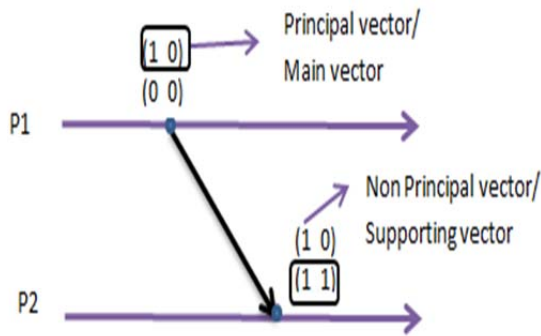 (1 0)
Principal vector/
Main vector
(0 0)
P1
Non Principal vector/
Supporting vector
(1 0)
(1 1)
P2